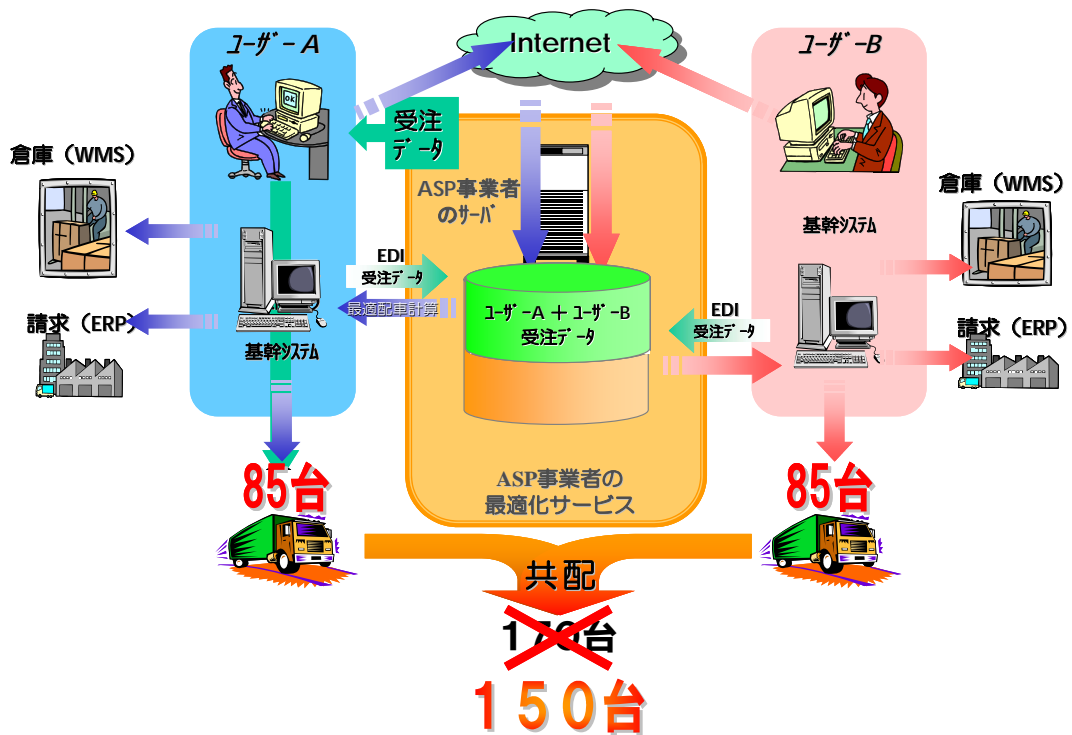 ﾕｰｻﾞｰA
Internet
ﾕｰｻﾞｰB
受注
ﾃﾞｰﾀ
倉庫（WMS）
ASP事業者
のｻｰﾊﾞ
倉庫（WMS）
基幹ｼｽﾃﾑ
EDI
受注ﾃﾞｰﾀ
最適配車計算
ﾕｰｻﾞｰA ＋ ﾕｰｻﾞｰB
受注ﾃﾞｰﾀ
EDI
受注ﾃﾞｰﾀ
請求（ERP）
基幹ｼｽﾃﾑ
請求（ERP）
OK
85台
ASP事業者の
最適化サービス
85台
共配
１７０台
１５０台